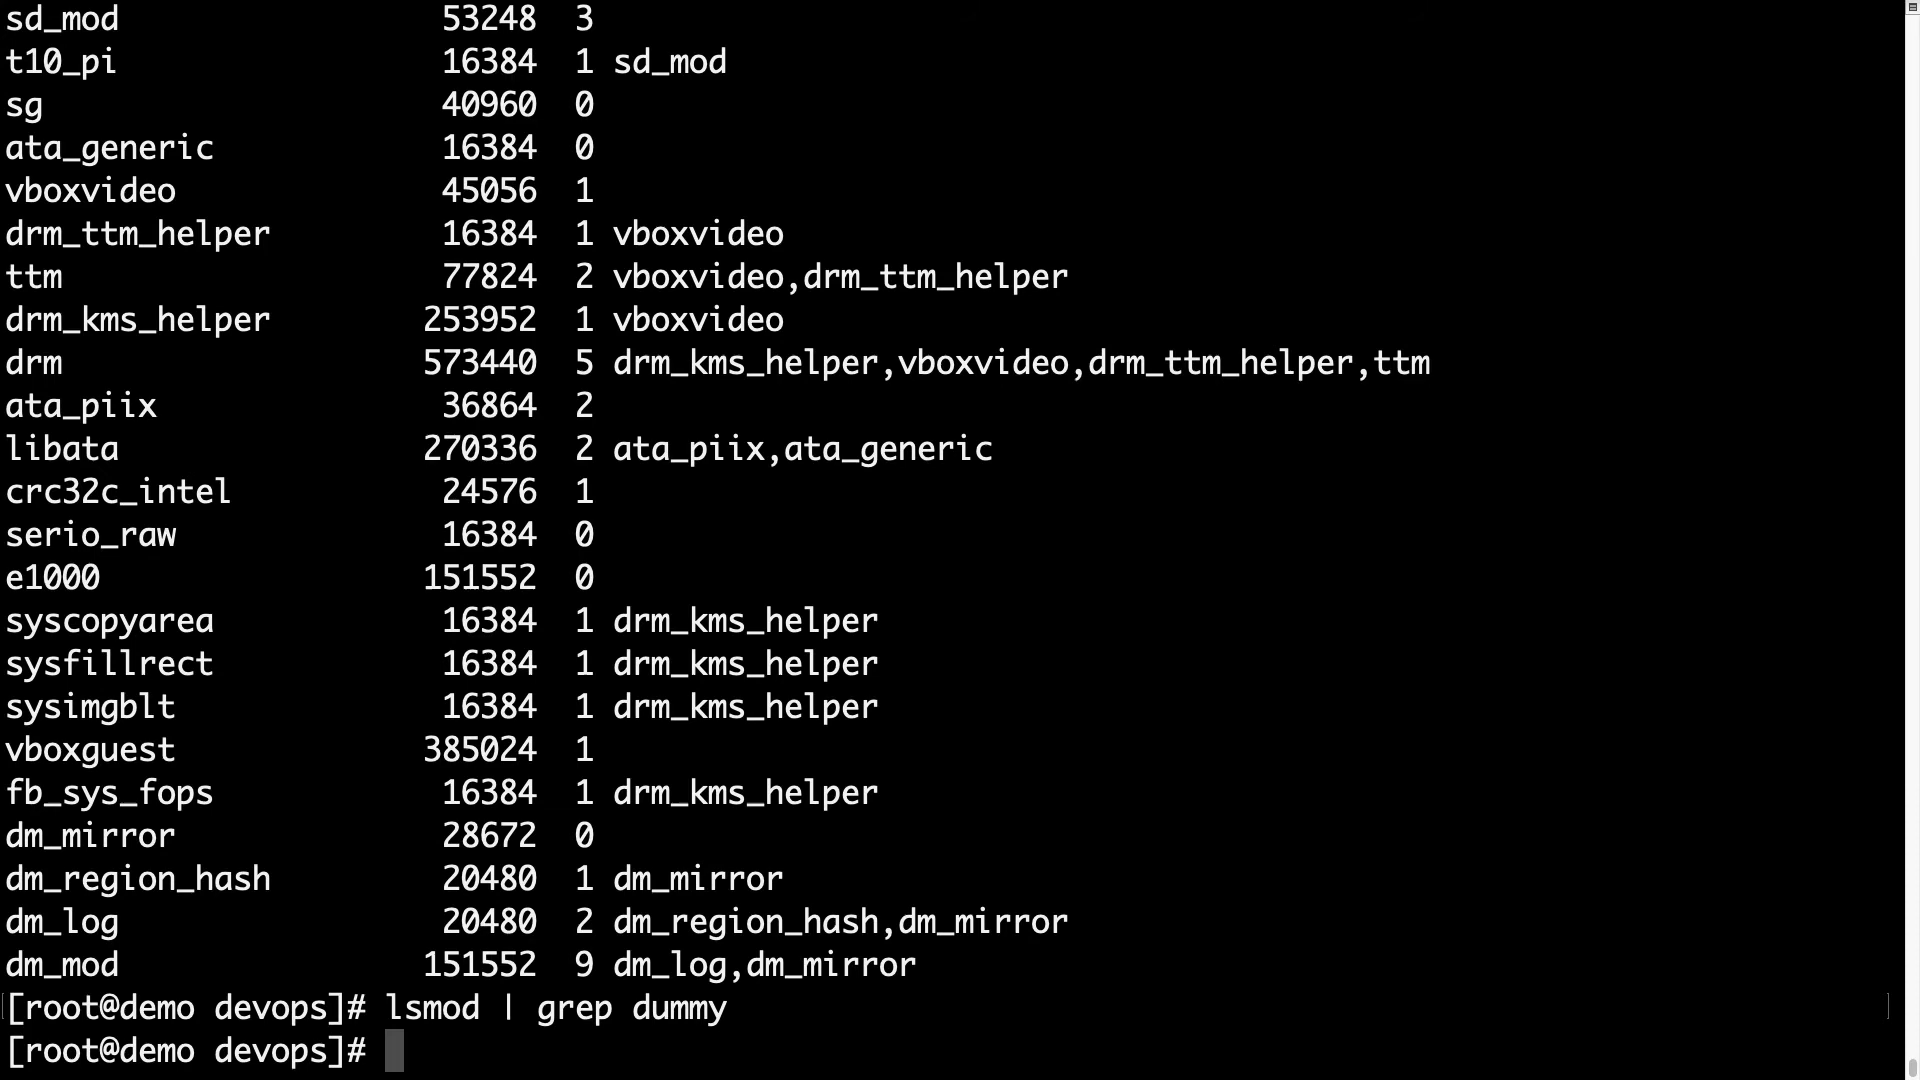 sd_mod                 53248  3
t10_pi                 16384  1 sd_mod
sg                     40960  0
ata_generic            16384  0
vboxvideo              45056  1
drm_ttm_helper         16384  1 vboxvideo
ttm                    77824  2 vboxvideo,drm_ttm_helper
drm_kms_helper        253952  1 vboxvideo
drm                   573440  5 drm_kms_helper,vboxvideo,drm_ttm_helper,ttm
ata_piix               36864  2
libata                270336  2 ata_piix,ata_generic
crc32c_intel           24576  1
serio_raw              16384  0
e1000                 151552  0
syscopyarea            16384  1 drm_kms_helper
sysfillrect            16384  1 drm_kms_helper
sysimgblt              16384  1 drm_kms_helper
vboxguest             385024  1
fb_sys_fops            16384  1 drm_kms_helper
dm_mirror              28672  0
dm_region_hash         20480  1 dm_mirror
dm_log                 20480  2 dm_region_hash,dm_mirror
dm_mod                151552  9 dm_log,dm_mirror
[root@demo devops]# lsmod | grep dummy
[root@demo devops]#